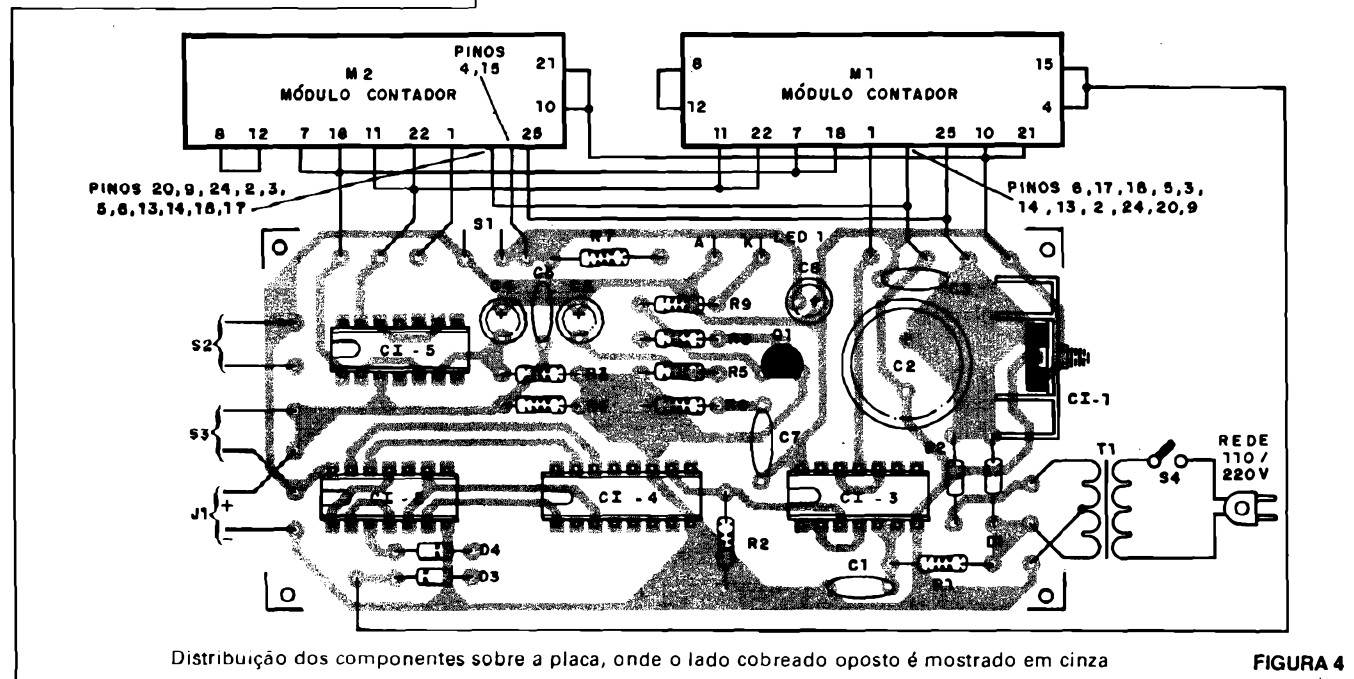 PINOS
4,15
M2
MÓDULO CONTADOR
21
10
8 12 7 18 11 22 1 25
M1
MÓDULO CONTADOR
8
12
15
4
11 22 7 18 1 25 10 21
PINOS 20,9,24,2,3,
5,6,13,14,18,17
PINOS 6,17,18,5,3,
14,13,2,24,20,9
S1
R7
A
K
LED 1
C8
R9
Q1
S2
CI-5
R5
C2
CI-1
S3
C7
T1
S4
REDE
110/
220V
J1
+
-
CI-4
CI-3
R2
D4
D3
C1
R1
Distribuição dos componentes sobre a placa, onde o lado cobreado oposto é mostrado em cinza
FIGURA 4